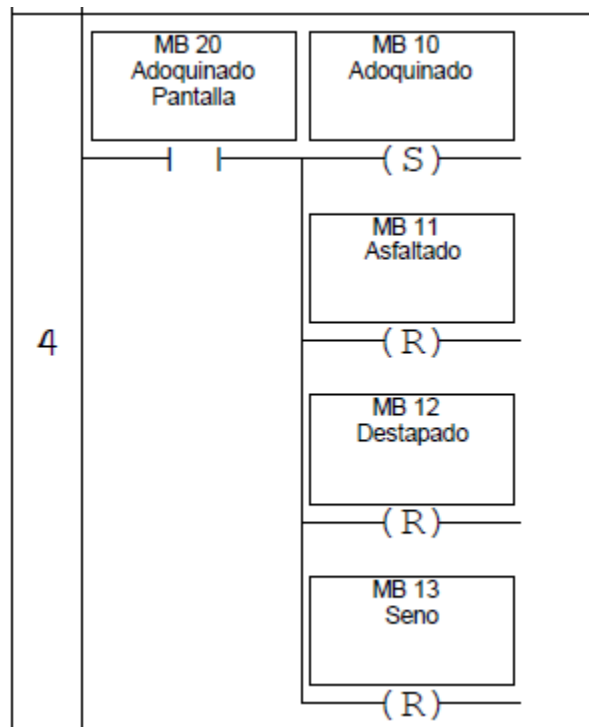 MB 20
Adoquinado
Pantalla
MB 10
Adoquinado
(S)
MB 11
Asfaltado
4
(R)
MB 12
Destapado
(R)
MB 13
Seno
(R)